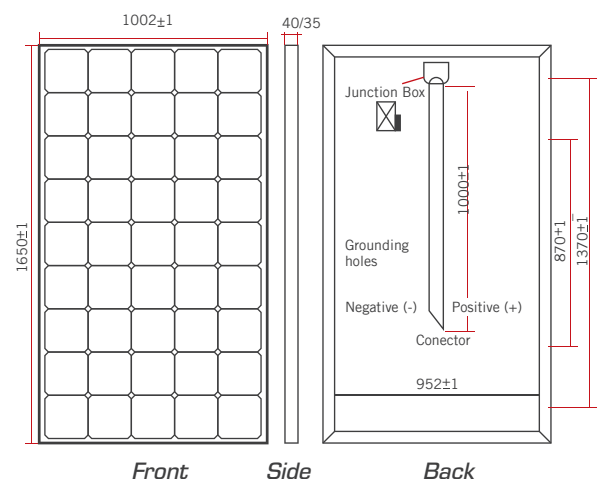 1002±1
40/35
1650±1
Junction Box
1000±1
870±1
1370±1
Grounding
holes
Negative (-)
Positive (+)
Conector
952±1
Front
Side
Back